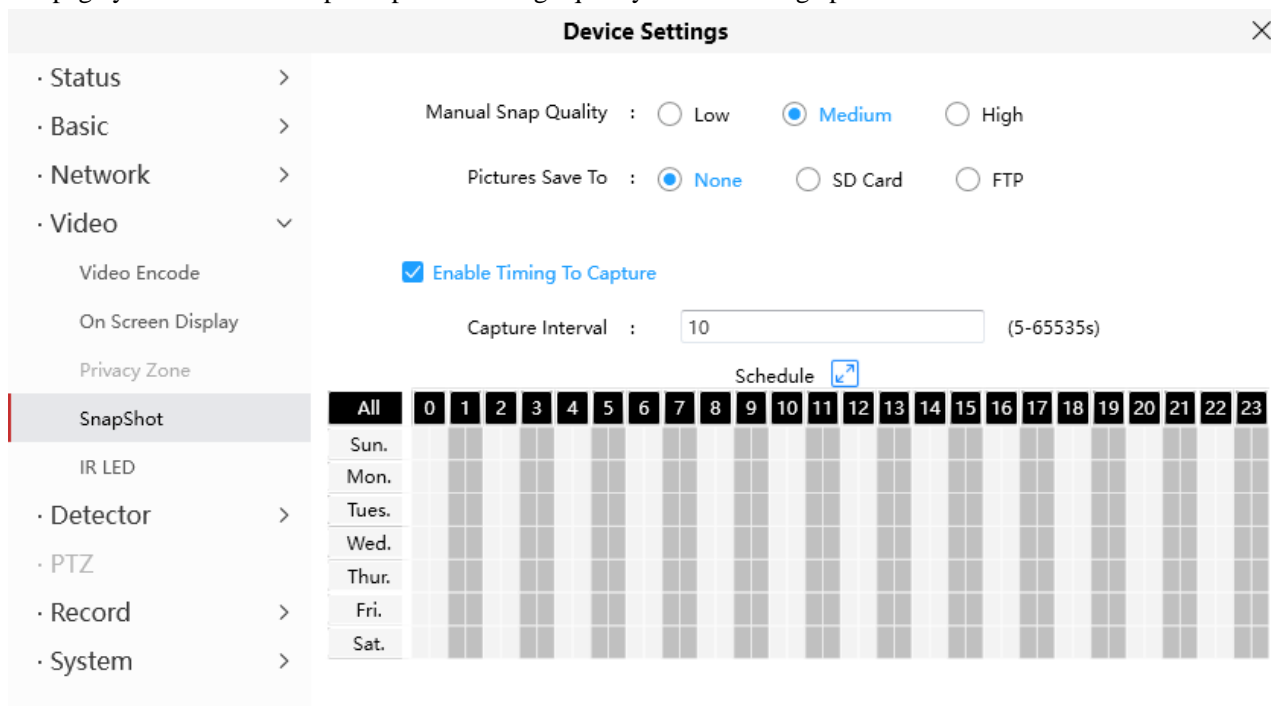 Device Settings
· Status
· Basic
· Network
· Video
Video Encode
On Screen Display
Privacy Zone
SnapShot
IR LED
· Detector
· PTZ
· Record
· System
Manual Snap Quality : Low Medium High
Pictures Save To : None SD Card FTP
Enable Timing To Capture
Capture Interval : 10 (5-65535s)
Schedule
All 0 1 2 3 4 5 6 7 8 9 10 11 12 13 14 15 16 17 18 19 20 21 22 23
Sun.
Mon.
Tues.
Wed.
Thur.
Fri.
Sat.